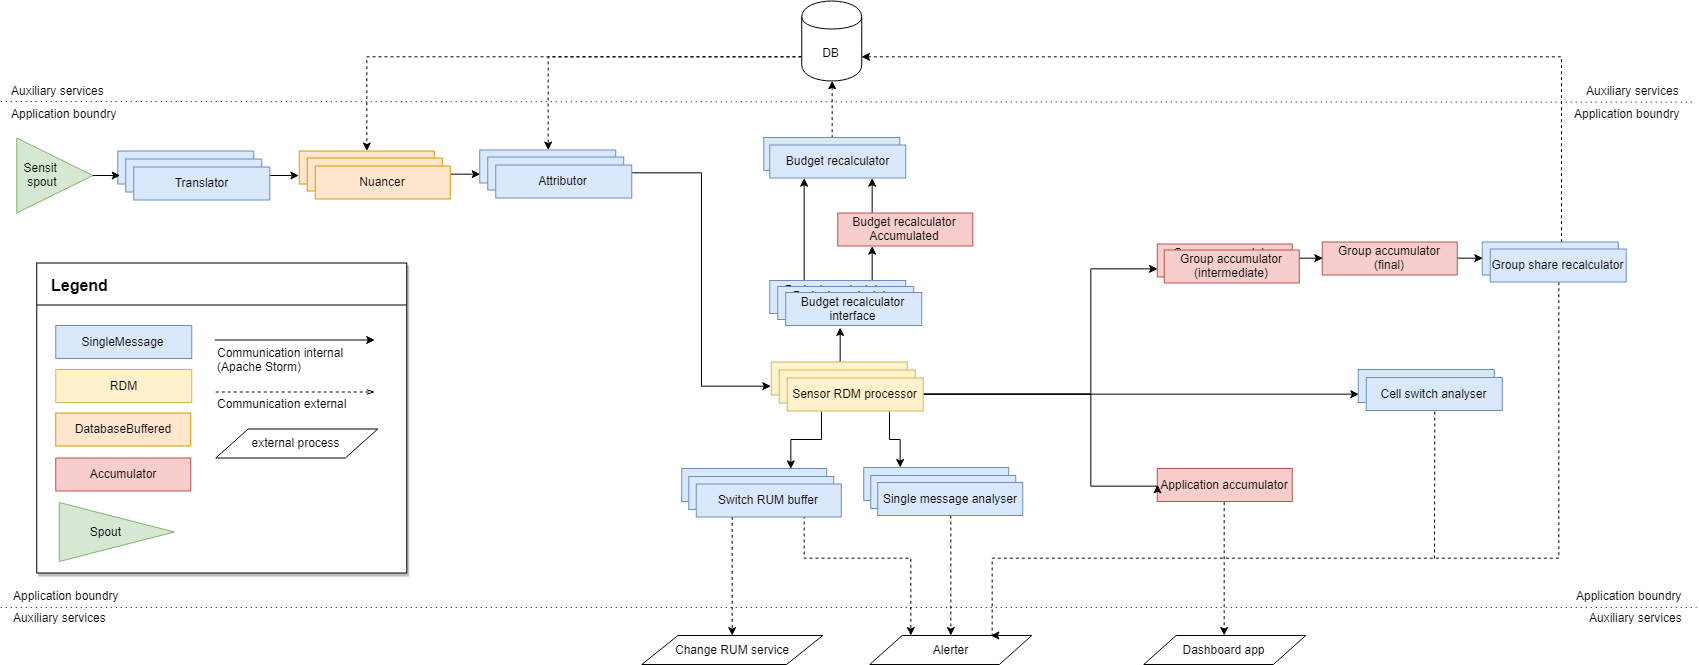 DB
Auxiliary services
Auxiliary services
Application boundry
Application boundry
Sensit
spout
Translator
Nuancer
Attributor
Budget recalculator
Budget recalculator
Accumulated
Budget recalculator
interface
Group accumulator
(intermediate)
Group accumulator
(final)
Group share recalculator
Legend
SingleMessage
RDM
DatabaseBuffered
Accumulator
Spout
Communication internal
(Apache Storm)
Communication external
external process
Sensor RDM processor
Cell switch analyser
Switch RUM buffer
Single message analyser
Application accumulator
Application boundry
Application boundry
Auxiliary services
Auxiliary services
Change RUM service
Alerter
Dashboard app